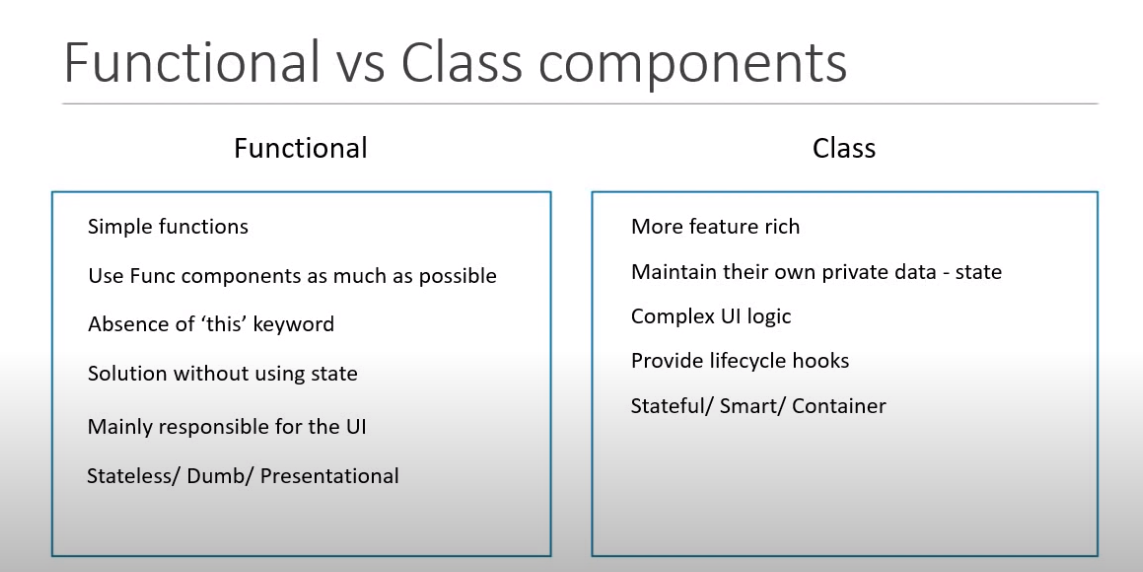 Functional vs Class components
Functional
Simple functions
Use Func components as much as possible
Absence of ‘this’ keyword
Solution without using state
Mainly responsible for the UI
Stateless/ Dumb/ Presentational
Class
More feature rich
Maintain their own private data - state
Complex UI logic
Provide lifecycle hooks
Stateful/ Smart/ Container